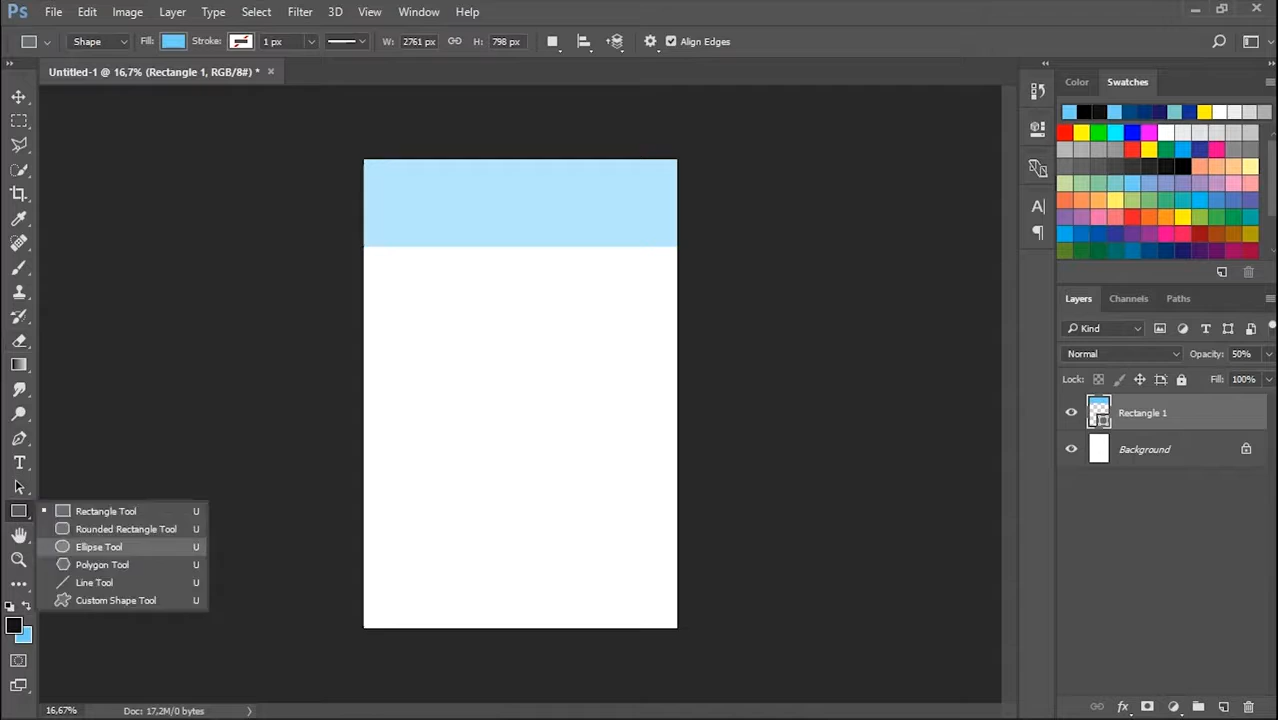 Ps File Edit Image Layer Type Select Filter 3D View Window Help
Shape Fill: Stroke: 1 px W: 2761 px H: 798 px Align Edges
Untitled-1 @ 16,7% (Rectangle 1, RGB/8#) * ×
Color Swatches
Layers Channels Paths
Kind
Normal Opacity: 50%
Lock: Fill: 100%
Rectangle 1
Background
Rectangle Tool U
Rounded Rectangle Tool U
Ellipse Tool U
Polygon Tool U
Line Tool U
Custom Shape Tool U
16,67% Doc: 17,2M/0 bytes